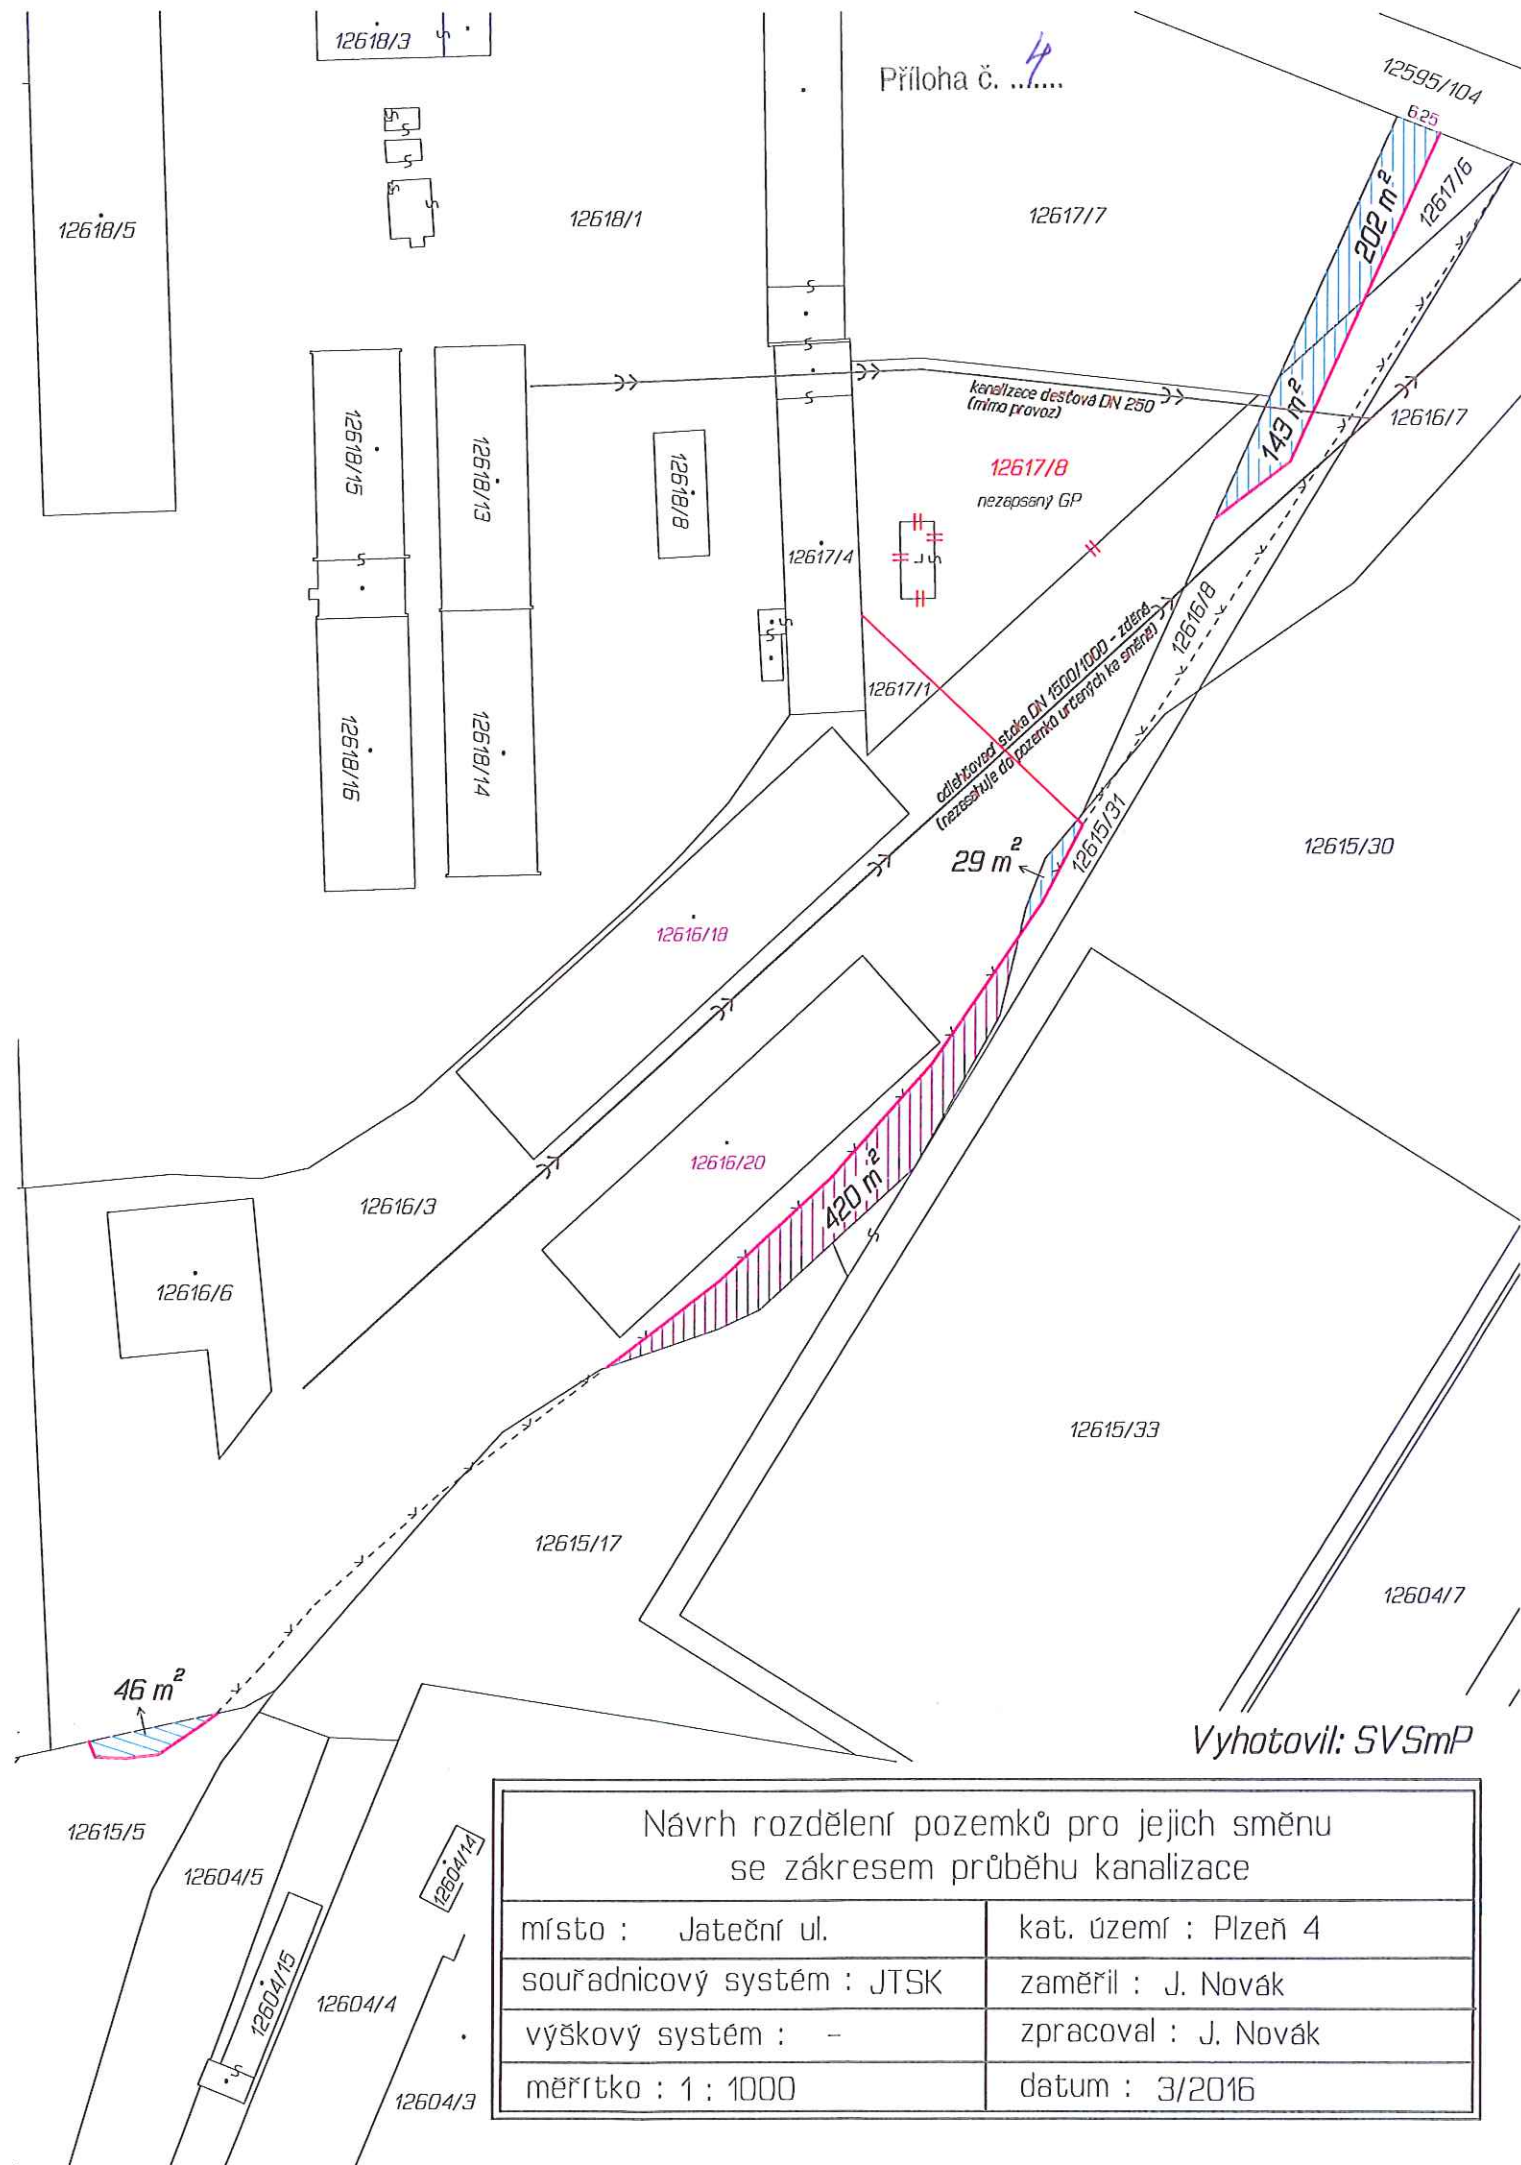 12618/3
Příloha č. ....... 4
12595/104
6.25
12618/5
12618/1
12617/7
202 m²
12617/6
kanalizace dešťová DN 250
(mimo provoz)
143 m²
12616/7
12618/15
12618/13
12618/8
12617/8
nezapsaný GP
12617/4
12616/8
odlehčovací stoka DN 1500/1000 - zděná
(nezasahuje do pozemků určených ke směně)
12617/1
12618/16
12618/14
29 m²
12615/31
12615/30
12616/18
12616/20
420 m²
12616/3
12616/6
12615/33
12615/17
12604/7
46 m²
Vyhotovil: SVSmP
12615/5
12604/5
12604/14
12604/15
12604/4
12604/3
Návrh rozdělení pozemků pro jejich směnu
se zákresem průběhu kanalizace
místo : Jateční ul.
kat. území : Plzeň 4
souřadnicový systém : JTSK
zaměřil : J. Novák
výškový systém : -
zpracoval : J. Novák
měřítko : 1 : 1000
datum : 3/2016